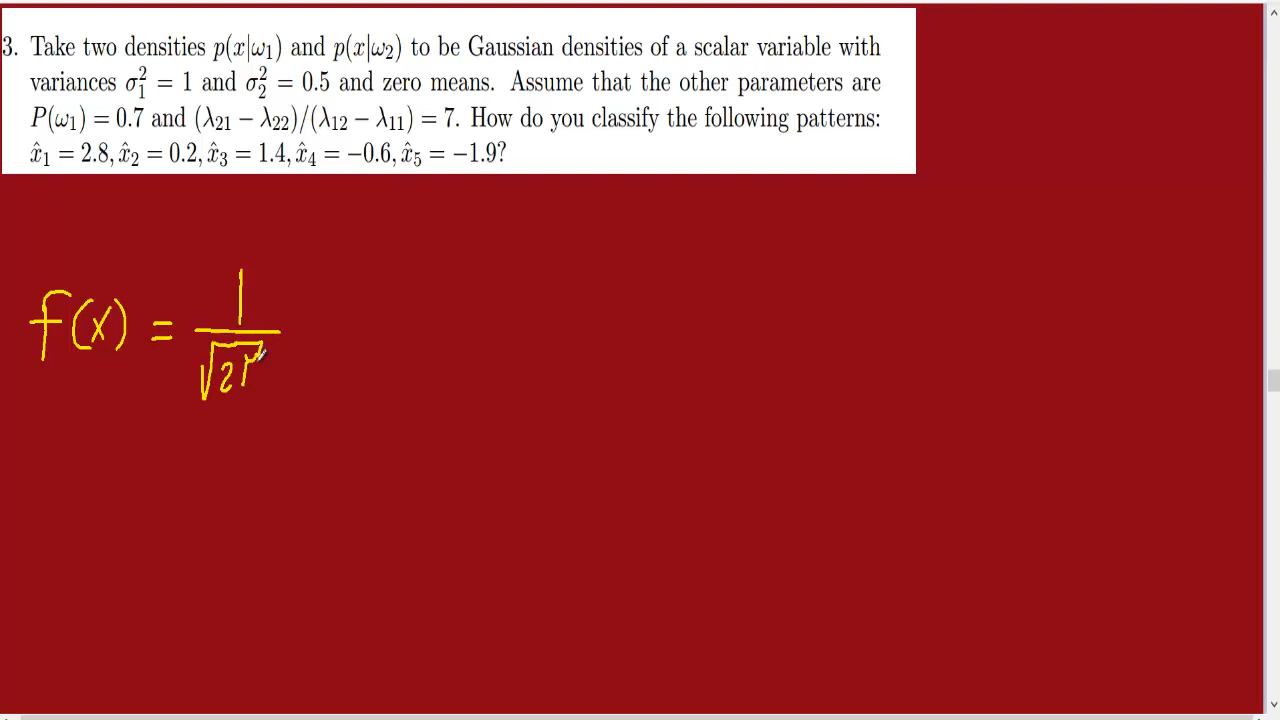 3. Take two densities p(x|ω₁) and p(x|ω₂) to be Gaussian densities of a scalar variable with
variances σ₁² = 1 and σ₂² = 0.5 and zero means. Assume that the other parameters are
P(ω₁) = 0.7 and (λ₂₁ − λ₂₂)/(λ₁₂ − λ₁₁) = 7. How do you classify the following patterns:
x̂₁ = 2.8, x̂₂ = 0.2, x̂₃ = 1.4, x̂₄ = −0.6, x̂₅ = −1.9?
f(x) = 1
√2